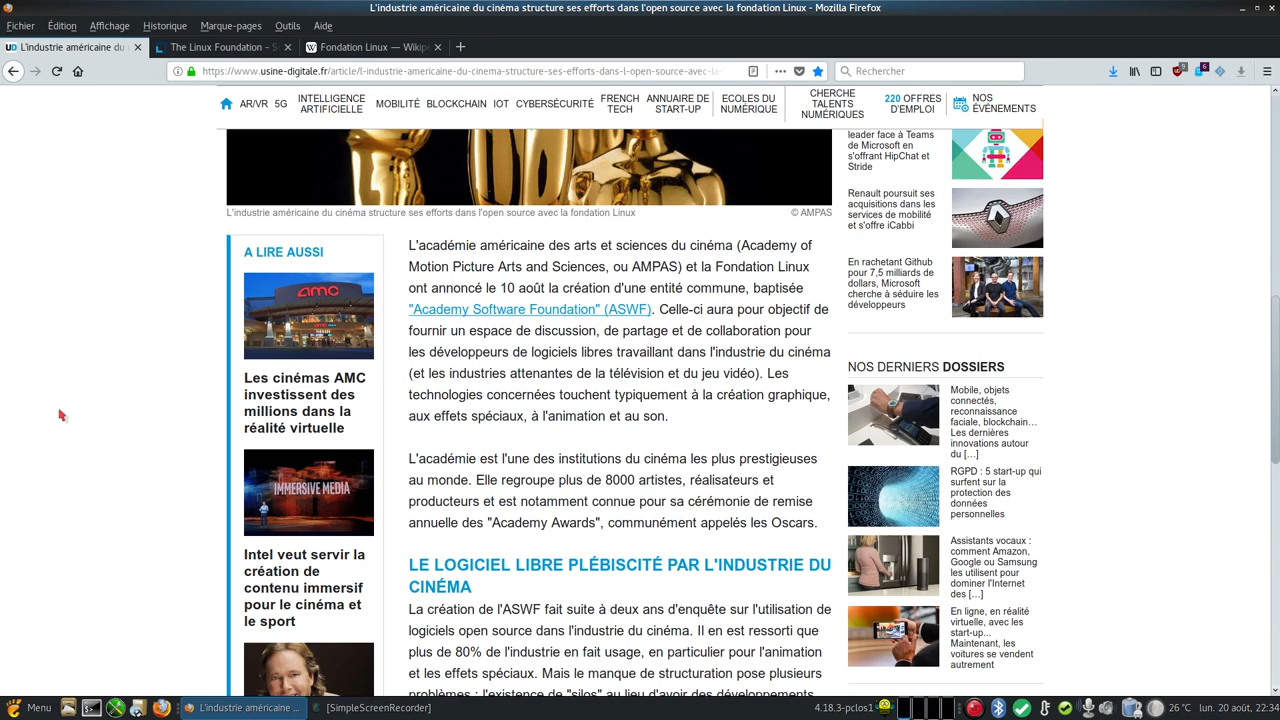 L'industrie américaine du cinéma structure ses efforts dans l'open source avec la fondation Linux - Mozilla Firefox
Fichier Édition Affichage Historique Marque-pages Outils Aide
L'industrie américaine du c
The Linux Foundation – S
Fondation Linux — Wikipé
https://www.usine-digitale.fr/article/l-industrie-americaine-du-cinema-structure-ses-efforts-dans-l-open-source-avec-la-
Rechercher
9
6
AR/VR 5G INTELLIGENCE ARTIFICIELLE MOBILITÉ BLOCKCHAIN IOT CYBERSÉCURITÉ FRENCH TECH ANNUAIRE DE START-UP ECOLES DU NUMÉRIQUE CHERCHE TALENTS NUMÉRIQUES 220 OFFRES D'EMPLOI NOS ÉVÉNEMENTS
L'industrie américaine du cinéma structure ses efforts dans l'open source avec la fondation Linux
© AMPAS
A LIRE AUSSI
amc
Les cinémas AMC
investissent des
millions dans la
réalité virtuelle
IMMERSIVE MEDIA
Intel veut servir la
création de
contenu immersif
pour le cinéma et
le sport
L'académie américaine des arts et sciences du cinéma (Academy of
Motion Picture Arts and Sciences, ou AMPAS) et la Fondation Linux
ont annoncé le 10 août la création d'une entité commune, baptisée
"Academy Software Foundation" (ASWF). Celle-ci aura pour objectif de
fournir un espace de discussion, de partage et de collaboration pour
les développeurs de logiciels libres travaillant dans l'industrie du cinéma
(et les industries attenantes de la télévision et du jeu vidéo). Les
technologies concernées touchent typiquement à la création graphique,
aux effets spéciaux, à l'animation et au son.
L'académie est l'une des institutions du cinéma les plus prestigieuses
au monde. Elle regroupe plus de 8000 artistes, réalisateurs et
producteurs et est notamment connue pour sa cérémonie de remise
annuelle des "Academy Awards", communément appelés les Oscars.
LE LOGICIEL LIBRE PLÉBISCITÉ PAR L'INDUSTRIE DU
CINÉMA
La création de l'ASWF fait suite à deux ans d'enquête sur l'utilisation de
logiciels open source dans l'industrie du cinéma. Il en est ressorti que
plus de 80% de l'industrie en fait usage, en particulier pour l'animation
et les effets spéciaux. Mais le manque de structuration pose plusieurs
problèmes : l'existence de "silos" au lieu d'avoir des développements
leader face à Teams
de Microsoft en
s'offrant HipChat et
Stride
Renault poursuit ses
acquisitions dans les
services de mobilité
et s'offre iCabbi
En rachetant Github
pour 7,5 milliards de
dollars, Microsoft
cherche à séduire les
développeurs
NOS DERNIERS DOSSIERS
Mobile, objets
connectés,
reconnaissance
faciale, blockchain…
Les dernières
innovations autour
du […]
RGPD : 5 start-up qui
surfent sur la
protection des
données
personnelles
Assistants vocaux :
comment Amazon,
Google ou Samsung
les utilisent pour
dominer l'Internet
des […]
En ligne, en réalité
virtuelle, avec les
start-up...
Maintenant, les
voitures se vendent
autrement
Menu
L'industrie américaine ...
[SimpleScreenRecorder]
4.18.3-pclos1
26 °C
lun. 20 août, 22:34